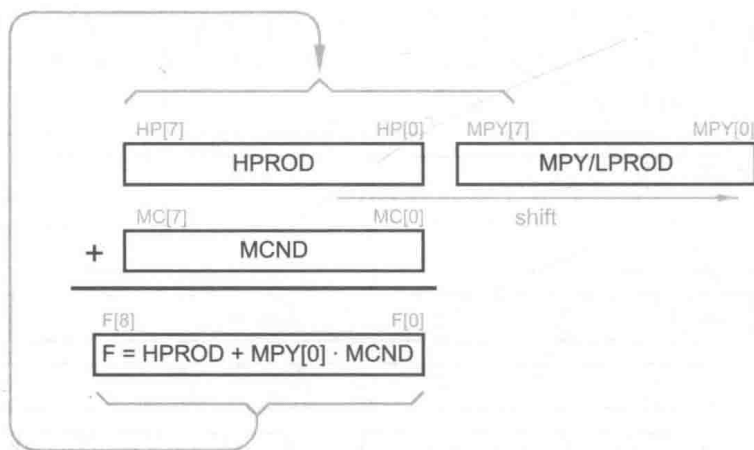 HP[7] HP[0] MPY[7] MPY[0]
HPROD MPY/LPROD
MC[7] MC[0] shift
+ MCND
F[8] F[0]
F = HPROD + MPY[0] · MCND